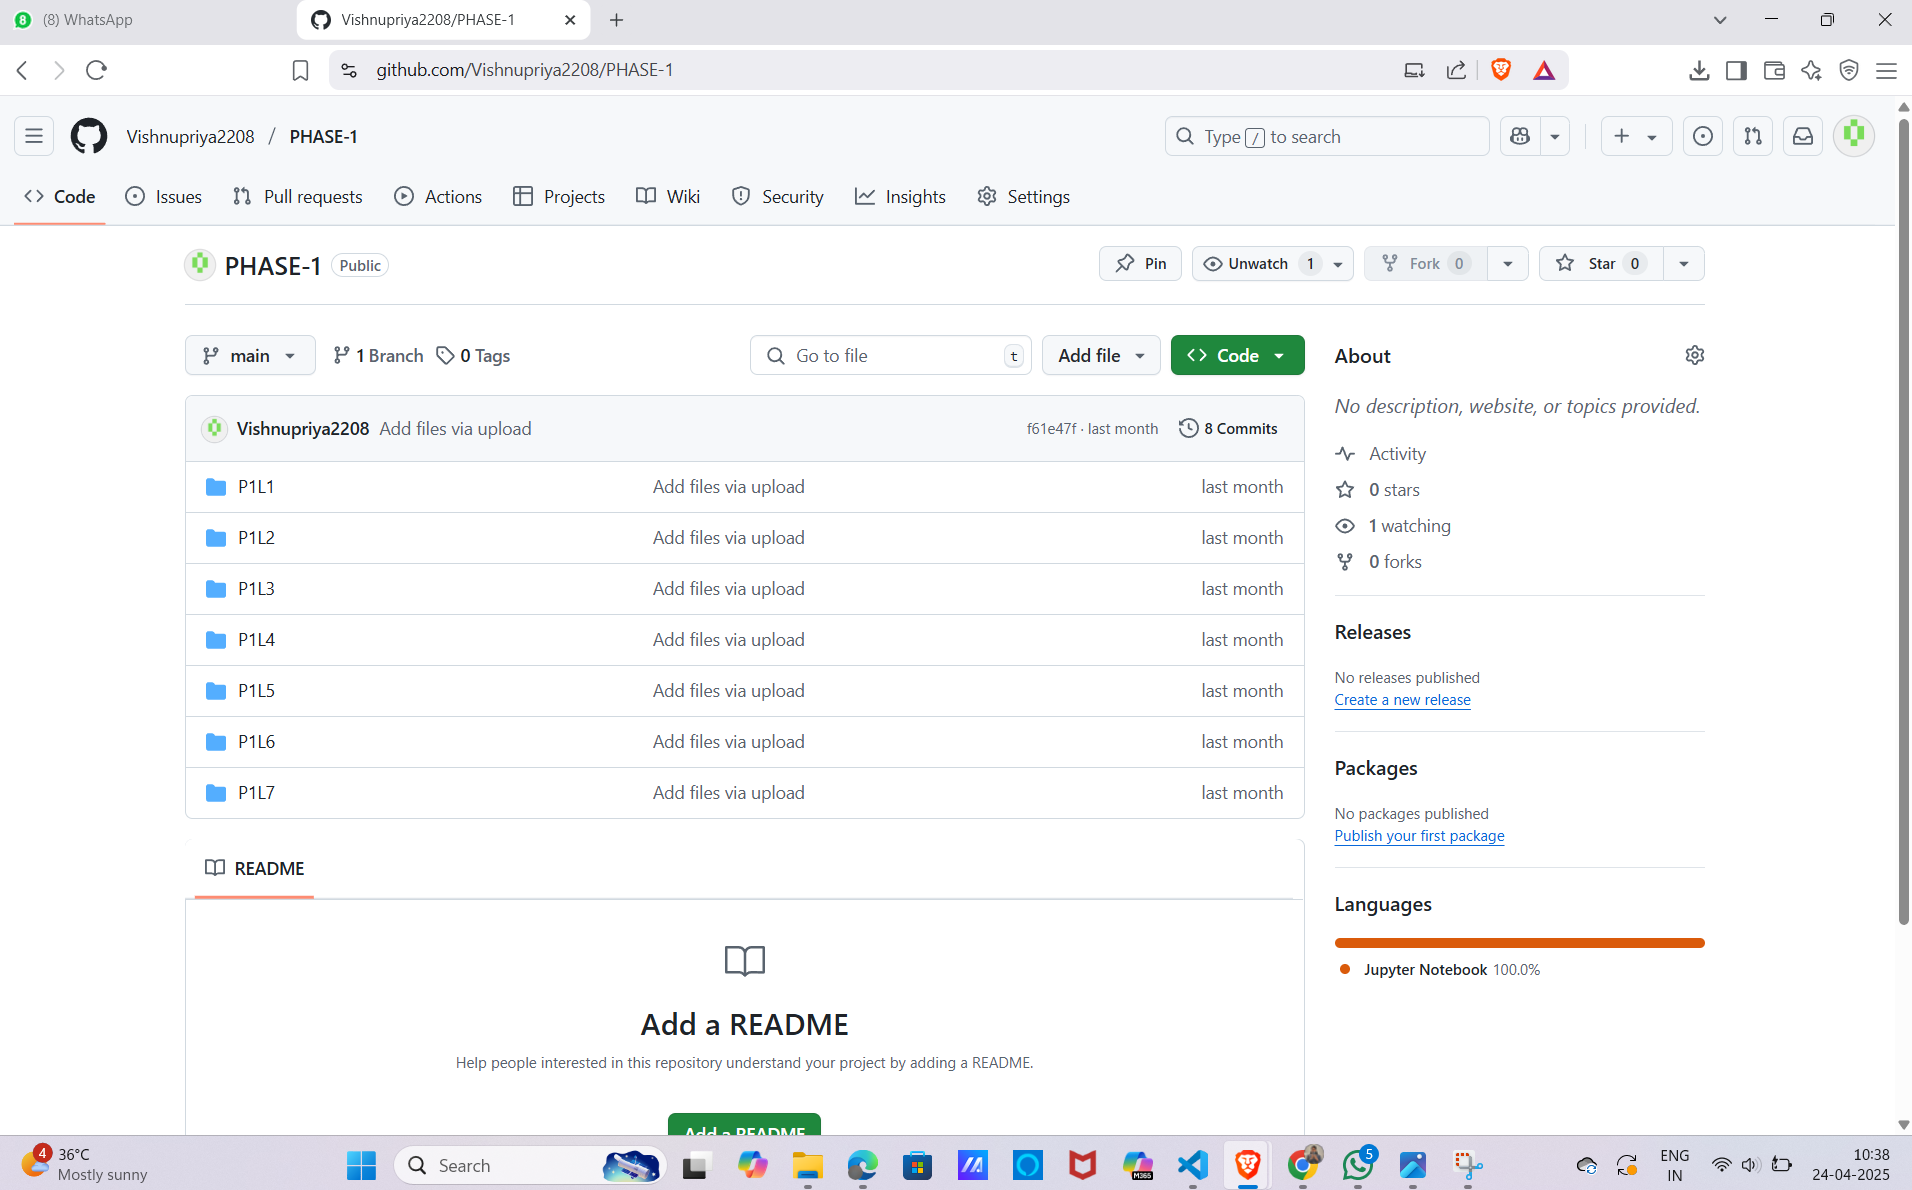 8 (8) WhatsApp
Vishnupriya2208/PHASE-1
github.com/Vishnupriya2208/PHASE-1
Vishnupriya2208 / PHASE-1
Type / to search
Code Issues Pull requests Actions Projects Wiki Security Insights Settings
PHASE-1 Public
Pin Unwatch 1 Fork 0 Star 0
main 1 Branch 0 Tags
Go to file t Add file Code
Vishnupriya2208 Add files via upload f61e47f · last month 8 Commits
P1L1 Add files via upload last month
P1L2 Add files via upload last month
P1L3 Add files via upload last month
P1L4 Add files via upload last month
P1L5 Add files via upload last month
P1L6 Add files via upload last month
P1L7 Add files via upload last month
README
Add a README
Help people interested in this repository understand your project by adding a README.
Add a README
About
No description, website, or topics provided.
Activity
0 stars
1 watching
0 forks
Releases
No releases published
Create a new release
Packages
No packages published
Publish your first package
Languages
Jupyter Notebook 100.0%
4 36°C
Mostly sunny
Search
M365
5
ENG
IN
10:38
24-04-2025